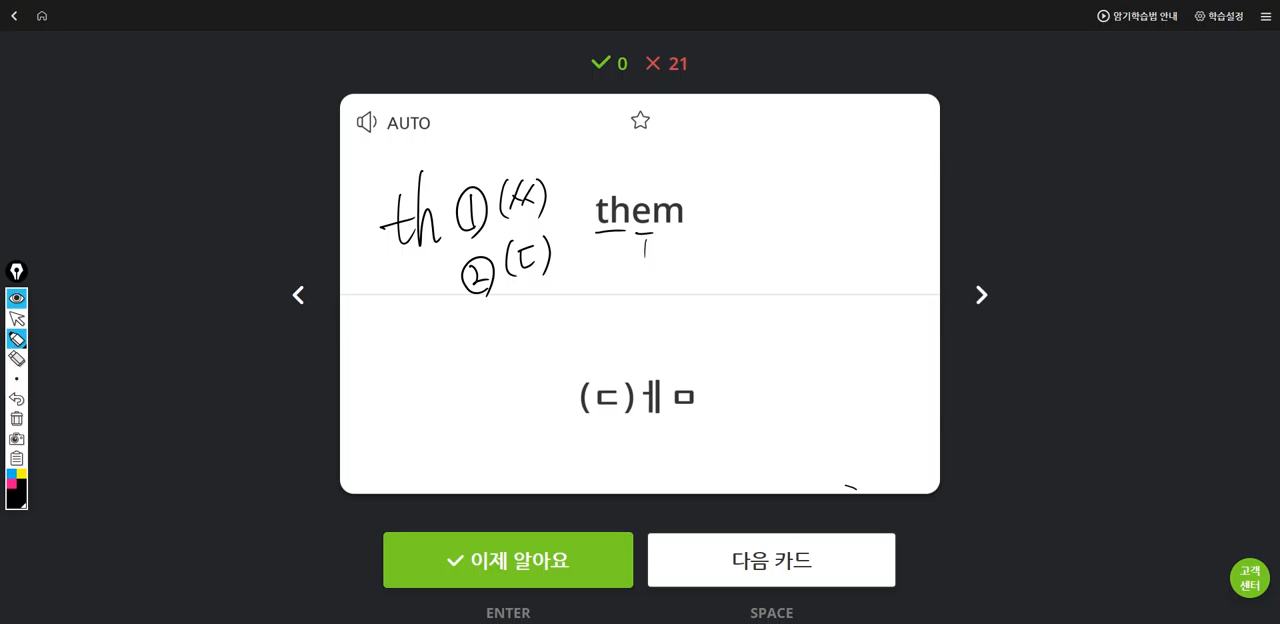 암기학습법 안내 학습설정
0 21
AUTO
th ① (ㅆ) them
② (ㄷ)
(ㄷ)ㅔㅁ
이제 알아요 다음 카드
ENTER SPACE
고객
센터